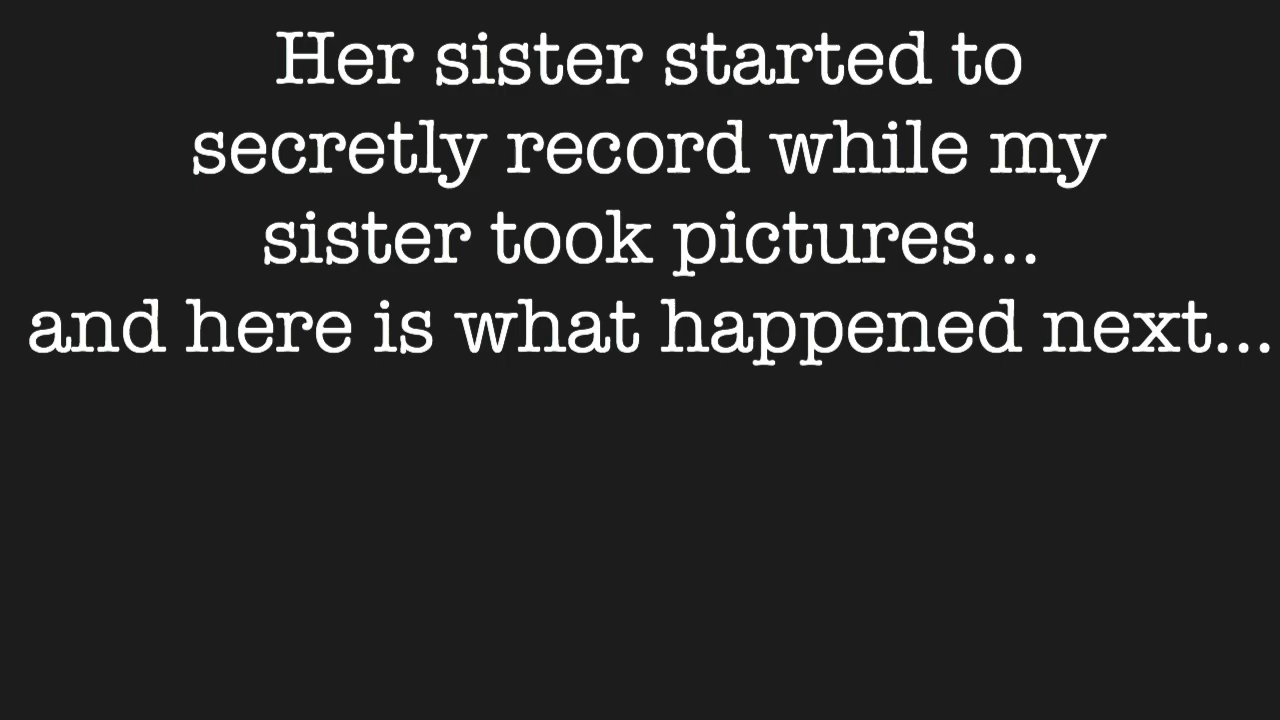 Her sister started to
secretly record while my
sister took pictures...
and here is what happened next...